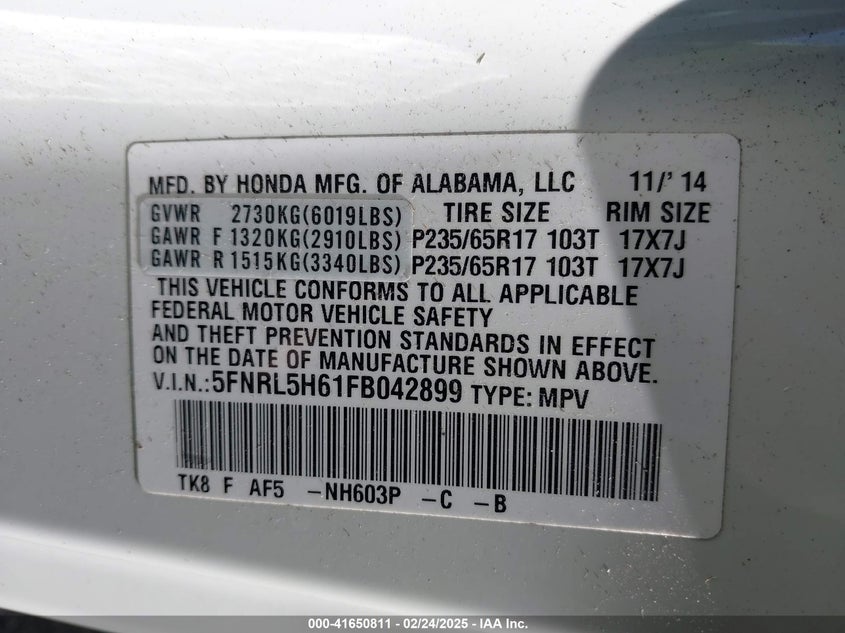 MFD. BY HONDA MFG. OF ALABAMA, LLC 11/'14
GVWR 2730KG(6019LBS) TIRE SIZE RIM SIZE
GAWR F 1320KG(2910LBS) P235/65R17 103T 17X7J
GAWR R 1515KG(3340LBS) P235/65R17 103T 17X7J
THIS VEHICLE CONFORMS TO ALL APPLICABLE
FEDERAL MOTOR VEHICLE SAFETY
AND THEFT PREVENTION STANDARDS IN EFFECT
ON THE DATE OF MANUFACTURE SHOWN ABOVE.
V.I.N.:5FNRL5H61FB042899 TYPE: MPV
TK8 F AF5 -NH603P -C -B
000-41650811 - 02/24/2025 - IAA Inc.